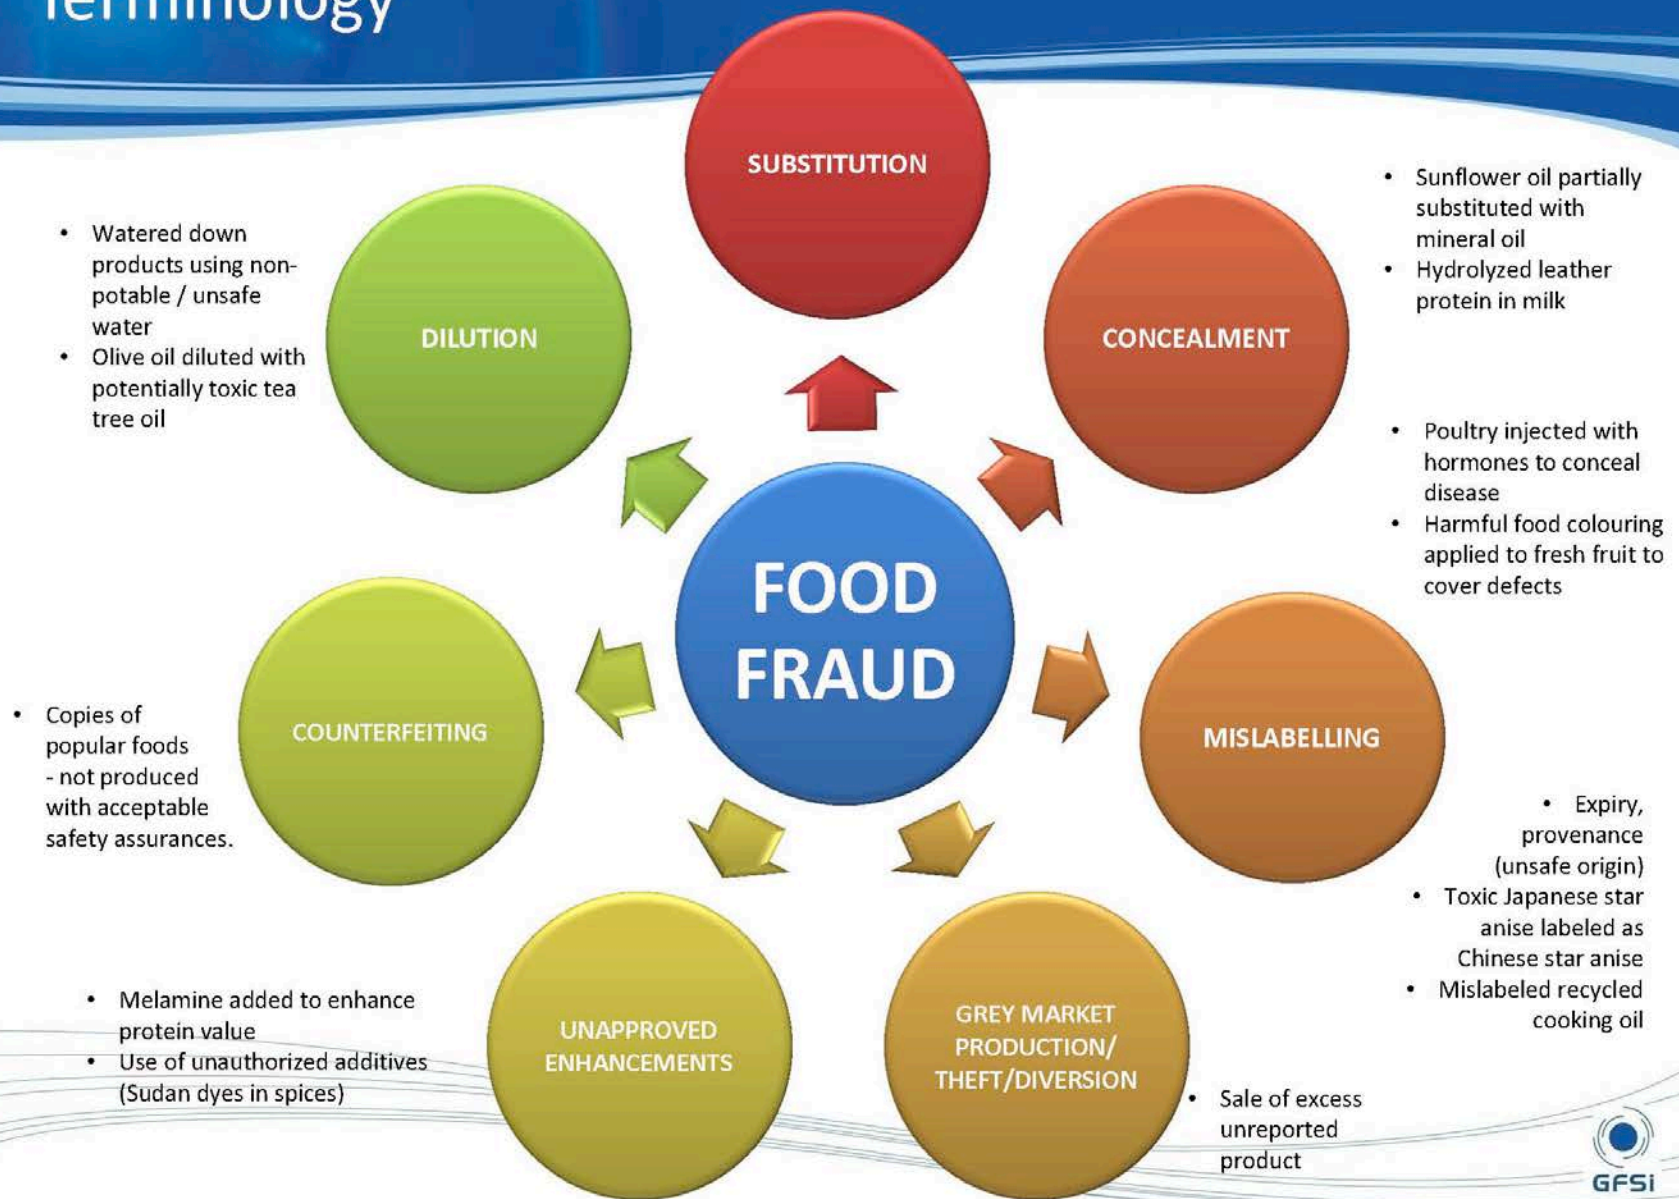 Terminology
SUBSTITUTION
• Sunflower oil partially
substituted with
mineral oil
• Hydrolyzed leather
protein in milk
CONCEALMENT
• Poultry injected with
hormones to conceal
disease
• Harmful food colouring
applied to fresh fruit to
cover defects
MISLABELLING
• Expiry,
provenance
(unsafe origin)
• Toxic Japanese star
anise labeled as
Chinese star anise
• Mislabeled recycled
cooking oil
GREY MARKET
PRODUCTION/
THEFT/DIVERSION
• Sale of excess
unreported
product
UNAPPROVED
ENHANCEMENTS
• Melamine added to enhance
protein value
• Use of unauthorized additives
(Sudan dyes in spices)
COUNTERFEITING
• Copies of
popular foods
- not produced
with acceptable
safety assurances.
DILUTION
• Watered down
products using non-
potable / unsafe
water
• Olive oil diluted with
potentially toxic tea
tree oil
FOOD
FRAUD
GFSi